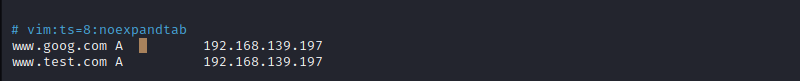 # vim:ts=8:noexpandtab
www.goog.com A 192.168.139.197
www.test.com A 192.168.139.197